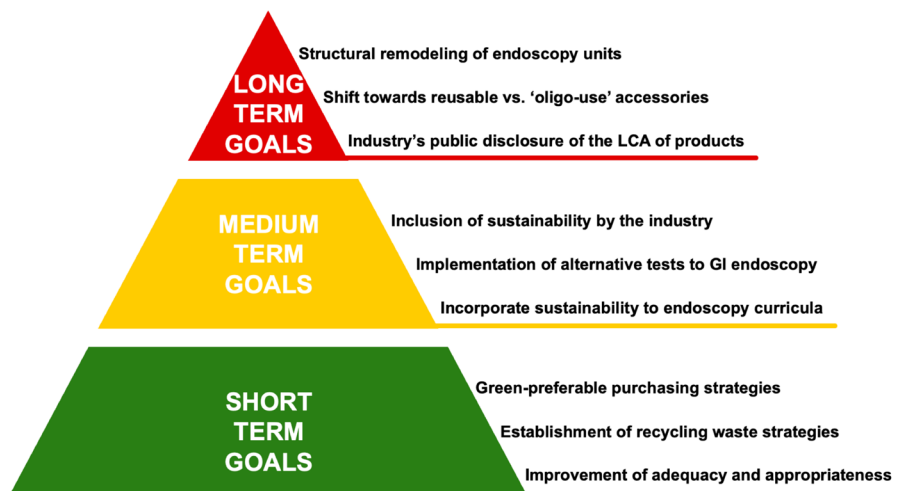 LONG
TERM
GOALS
Structural remodeling of endoscopy units
Shift towards reusable vs. ‘oligo-use’ accessories
Industry’s public disclosure of the LCA of products
MEDIUM
TERM
GOALS
Inclusion of sustainability by the industry
Implementation of alternative tests to GI endoscopy
Incorporate sustainability to endoscopy curricula
SHORT
TERM
GOALS
Green-preferable purchasing strategies
Establishment of recycling waste strategies
Improvement of adequacy and appropriateness